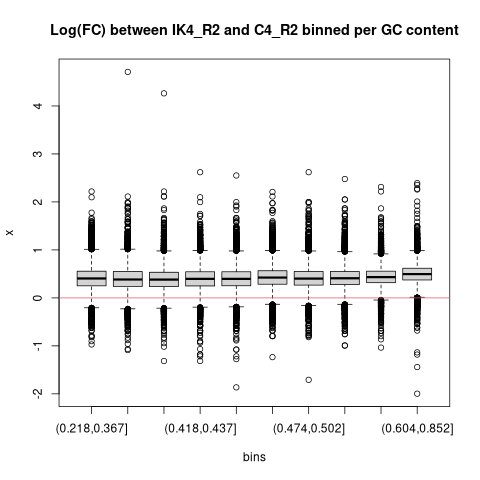 Log(FC) between IK4_R2 and C4_R2 binned per GC content
x
4
3
2
1
0
-1
-2
(0.218,0.367] (0.418,0.437] (0.474,0.502] (0.604,0.852]
bins